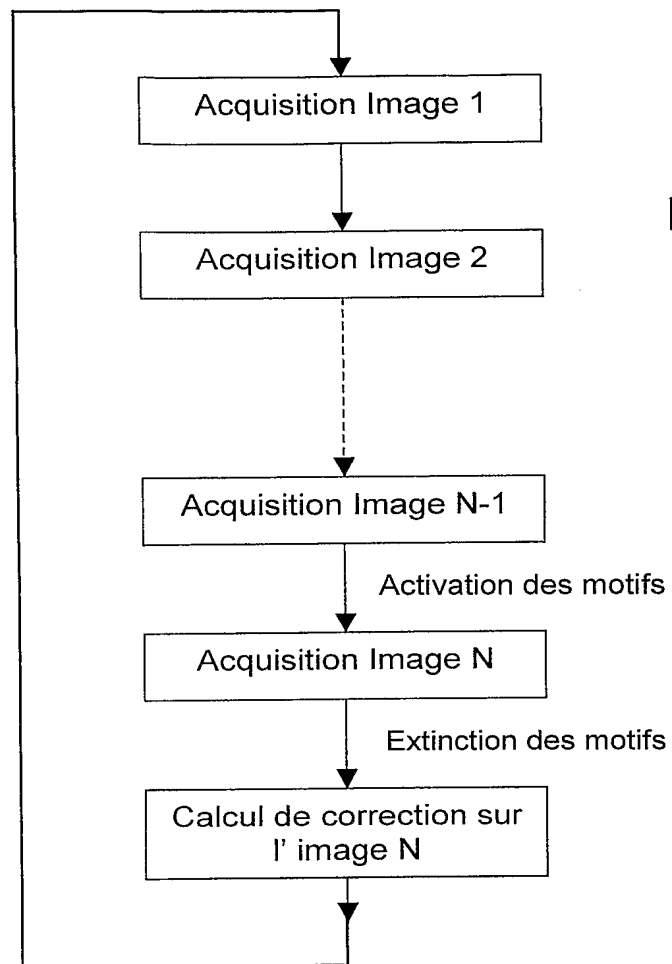 Acquisition Image 1
Acquisition Image 2
Acquisition Image N-1
Activation des motifs
Acquisition Image N
Extinction des motifs
Calcul de correction sur
l' image N